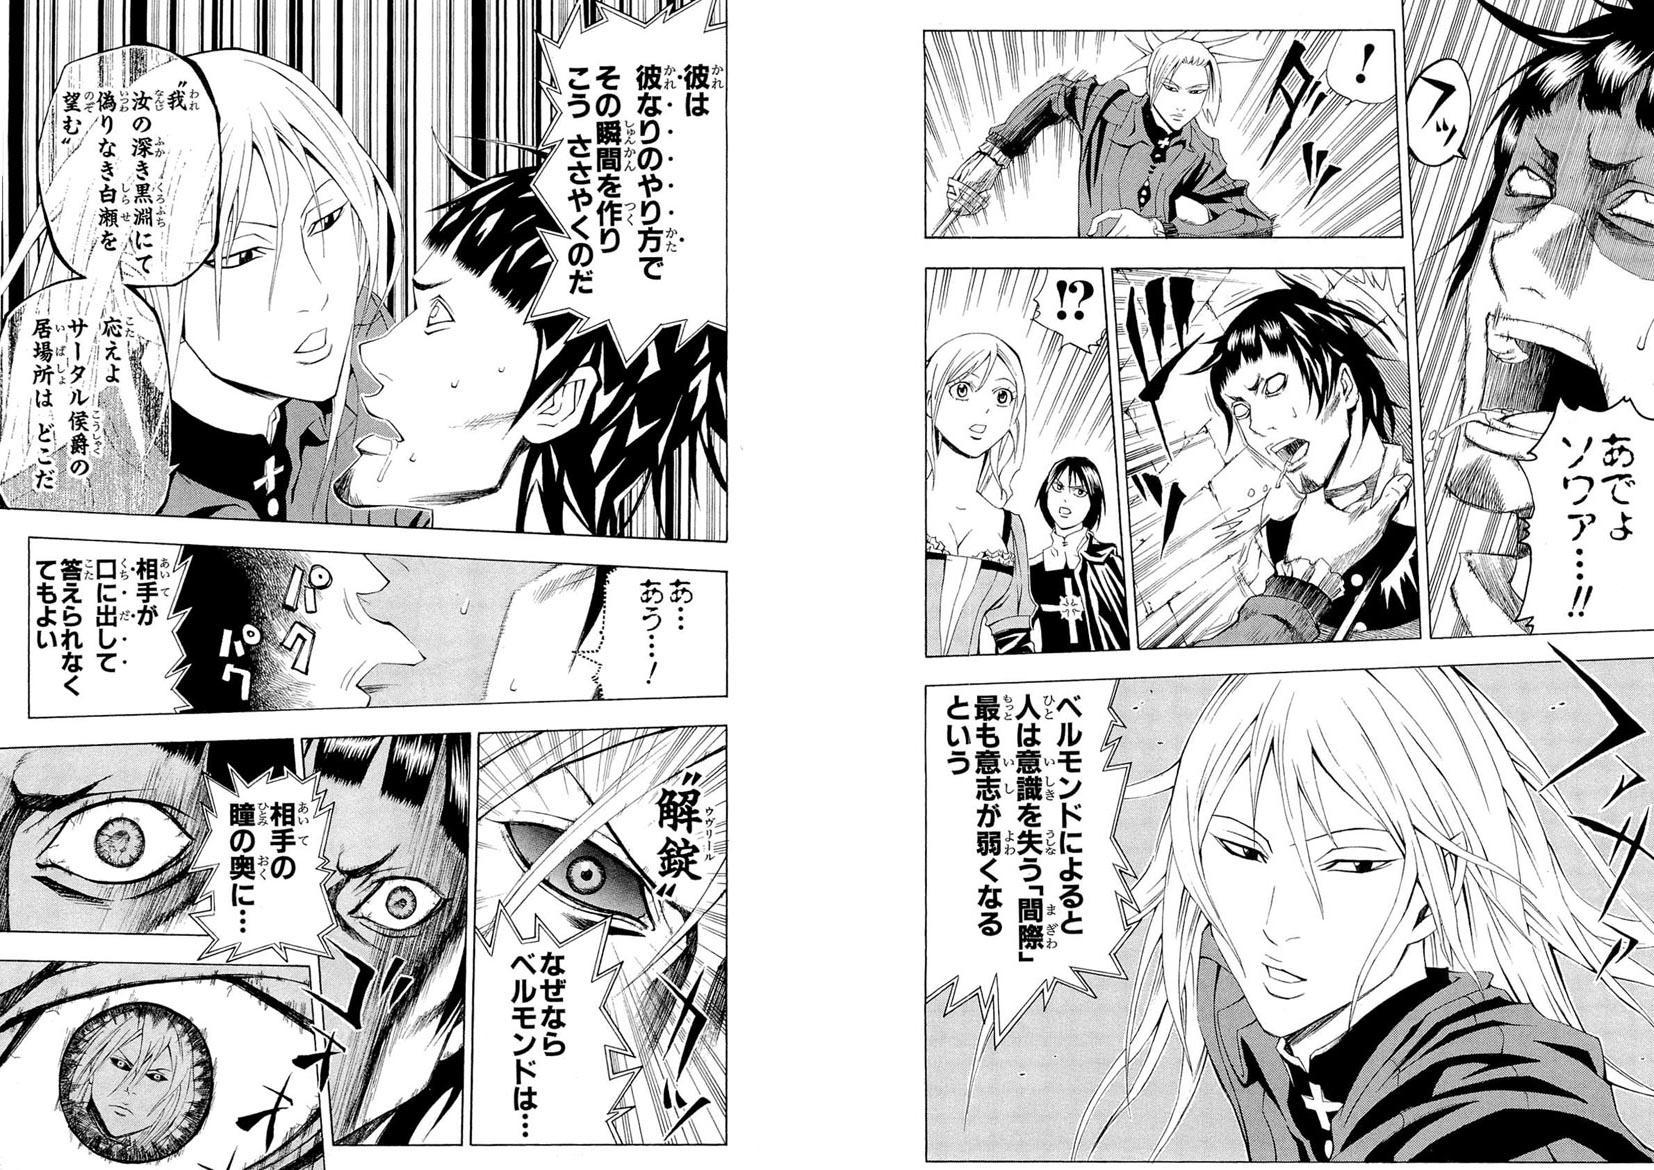 ブッ
あでよ
ソワァ…!!
!
ダッ
!?
ベルモンドによると
人は意識を失う「間際」
最も意志が弱くなる
という
彼は
彼なりのやり方で
その瞬間を作り
こう ささやくのだ
〝我
汝の深き黒淵にて
偽りなき白瀬を
望む〟
応えよ
サータル侯爵の
居場所は どこだ
あ…
あう…!
パク
パク
相手が
口に出して
答えられなく
てもよい
〝解錠〟
ウヴリール
なぜなら
ベルモンドは…
相手の
瞳の奥に…